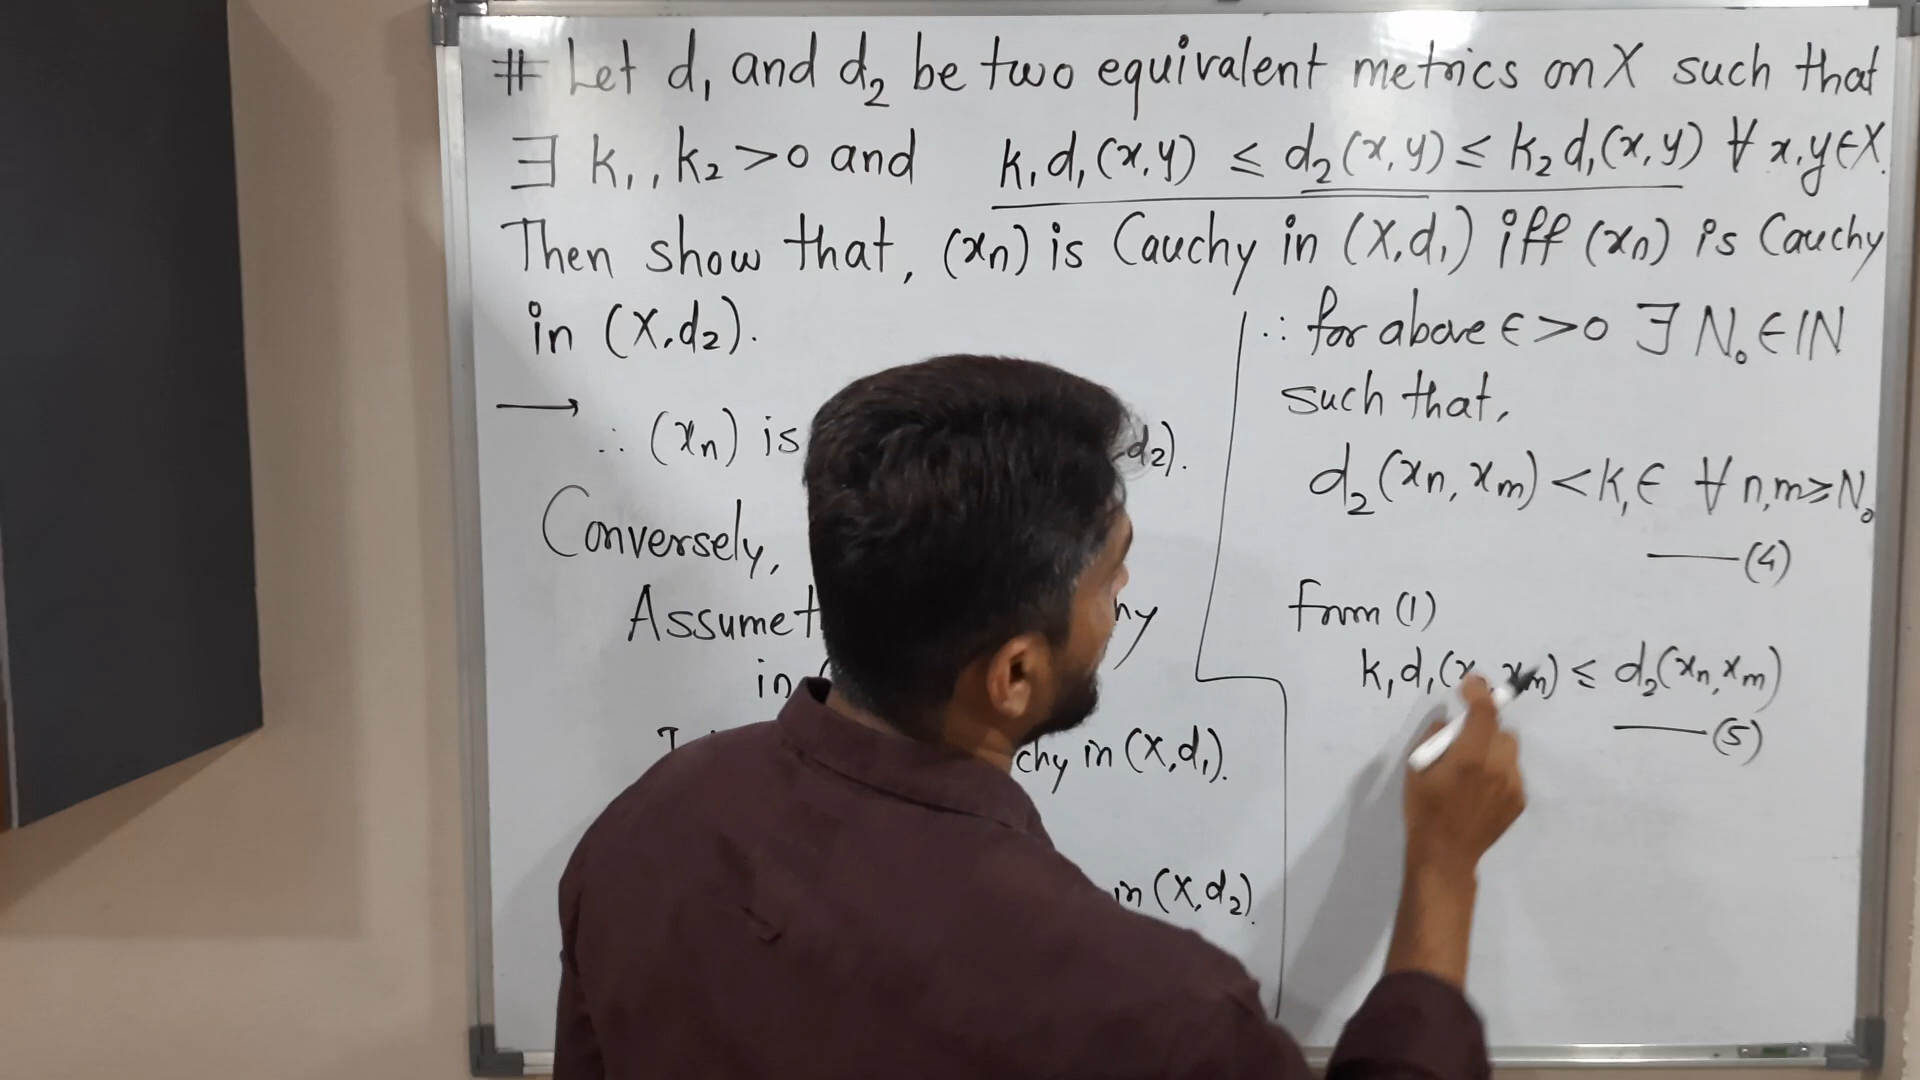 # Let d₁ and d₂ be two equivalent metrics on X such that
∃ k₁, k₂ > 0 and k₁d₁(x,y) ≤ d₂(x,y) ≤ k₂d₁(x,y) ∀ x,y∈X.
Then show that, (xn) is Cauchy in (X,d₁) iff (xn) is Cauchy
in (X,d₂).
→ ∴ (xn) is d₂).
Conversely,
Assume
in
chy in (X,d₁).
in (X,d₂).
∴ for above ϵ > 0 ∃ N₀ ∈ IN
such that,
d₂(xn, xm) < k₁ϵ ∀ n,m ≥ N₀
—(4)
from (1)
k₁d₁(xn, xm) ≤ d₂(xn, xm)
—(5)